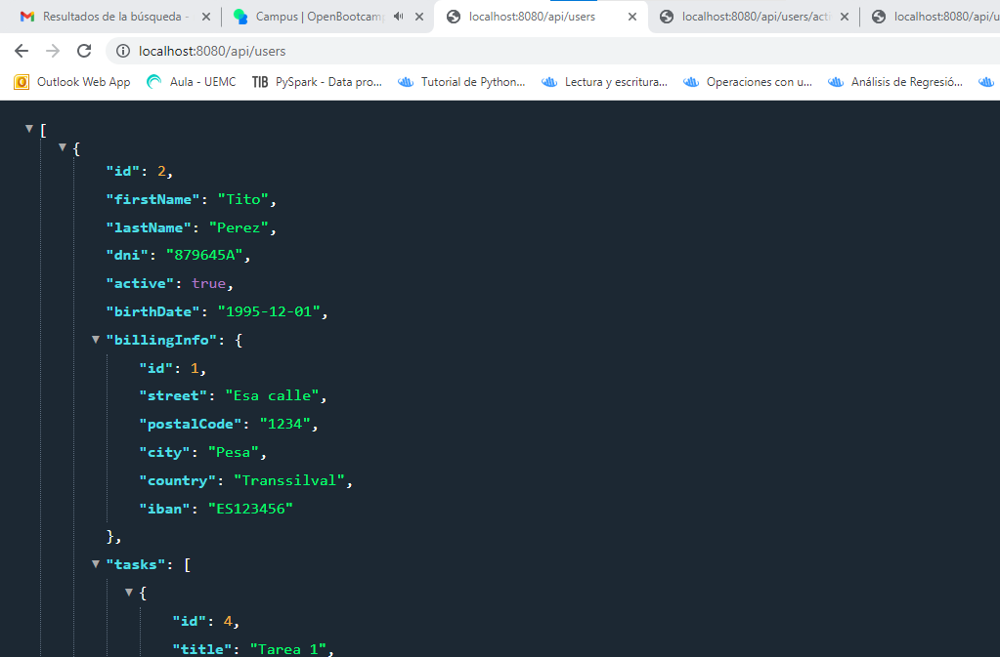 Resultados de la búsqueda -
Campus | OpenBootcamp
localhost:8080/api/users
localhost:8080/api/users/acti
localhost:8080/api/u
localhost:8080/api/users
Outlook Web App
Aula - UEMC
TIB PySpark - Data pro...
Tutorial de Python...
Lectura y escritura...
Operaciones con u...
Análisis de Regresió...
[
{
"id": 2,
"firstName": "Tito",
"lastName": "Perez",
"dni": "879645A",
"active": true,
"birthDate": "1995-12-01",
"billingInfo": {
"id": 1,
"street": "Esa calle",
"postalCode": "1234",
"city": "Pesa",
"country": "Transsilval",
"iban": "ES123456"
},
"tasks": [
{
"id": 4,
"title": "Tarea 1",